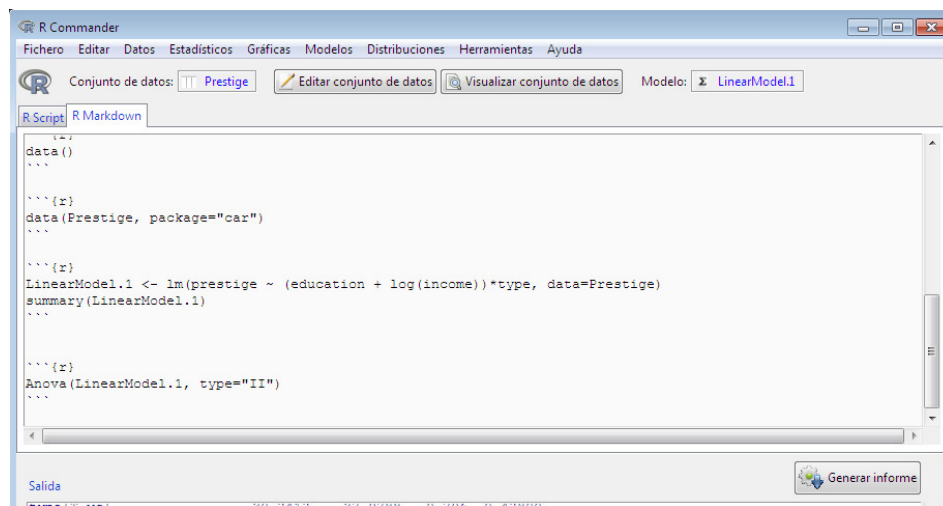 R Commander
Fichero Editar Datos Estadísticos Gráficas Modelos Distribuciones Herramientas Ayuda
Conjunto de datos: Prestige Editar conjunto de datos Visualizar conjunto de datos Modelo: Σ LinearModel.1
R Script R Markdown
data()
```
```{r}
data(Prestige, package="car")
```
```{r}
LinearModel.1 <- lm(prestige ~ (education + log(income))*type, data=Prestige)
summary(LinearModel.1)
```
```{r}
Anova(LinearModel.1, type="II")
```
Salida
Generar informe